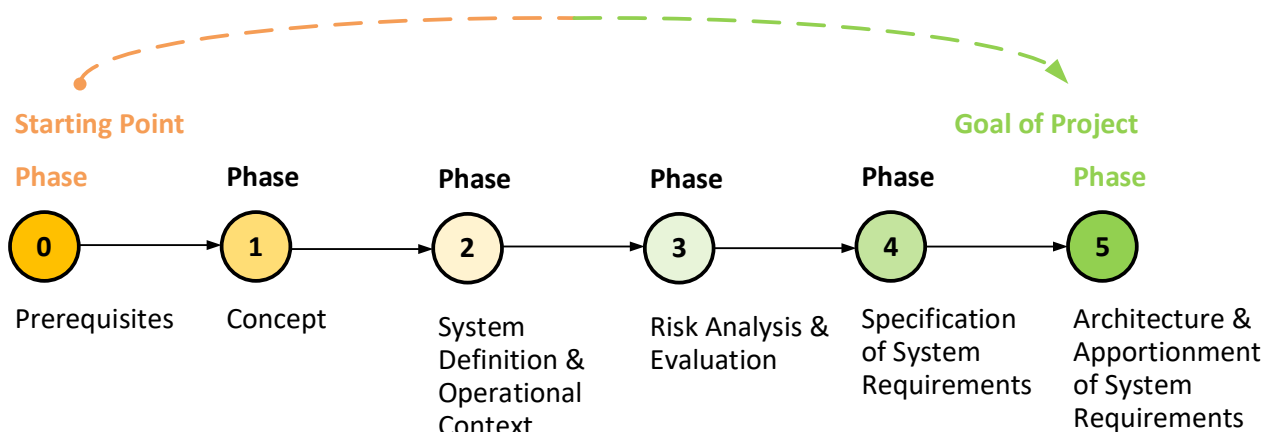 Starting Point
Goal of Project
Phase
Phase
Phase
Phase
Phase
Phase
0
1
2
3
4
5
Prerequisites
Concept
System
Definition &
Operational
Context
Risk Analysis &
Evaluation
Specification
of System
Requirements
Architecture &
Apportionment
of System
Requirements